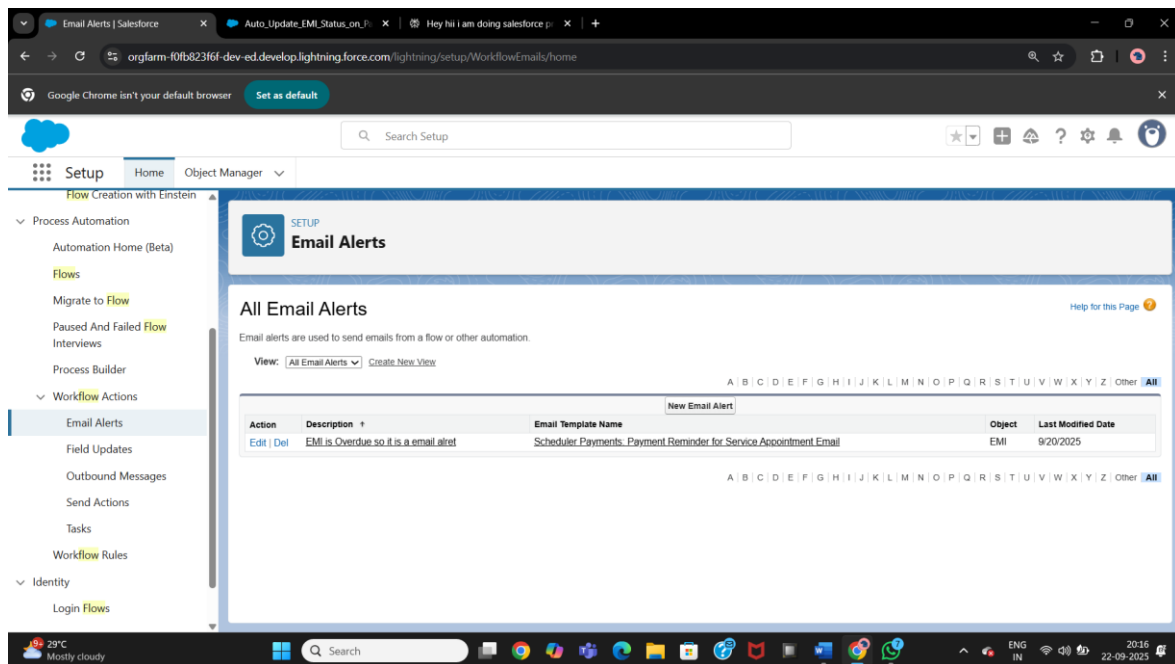 Email Alerts | Salesforce
Auto_Update_EMI_Status_on_Pa
Hey hii i am doing salesforce pr
orgfarm-f0fb823f6f-dev-ed.develop.lightning.force.com/lightning/setup/WorkflowEmails/home
Google Chrome isn't your default browser
Set as default
Search Setup
Setup
Home
Object Manager
Flow Creation with Einstein
Process Automation
Automation Home (Beta)
Flows
Migrate to Flow
Paused And Failed Flow
Interviews
Process Builder
Workflow Actions
Email Alerts
Field Updates
Outbound Messages
Send Actions
Tasks
Workflow Rules
Identity
Login Flows
SETUP
Email Alerts
All Email Alerts
Help for this Page
Email alerts are used to send emails from a flow or other automation.
View: All Email Alerts Create New View
A | B | C | D | E | F | G | H | I | J | K | L | M | N | O | P | Q | R | S | T | U | V | W | X | Y | Z | Other All
New Email Alert
Action Description ↑ Email Template Name Object Last Modified Date
Edit | Del EMI is Overdue so it is a email alret Scheduler Payments: Payment Reminder for Service Appointment Email EMI 9/20/2025
A | B | C | D | E | F | G | H | I | J | K | L | M | N | O | P | Q | R | S | T | U | V | W | X | Y | Z | Other All
29°C
Mostly cloudy
Search
ENG
IN
20:16
22-09-2025